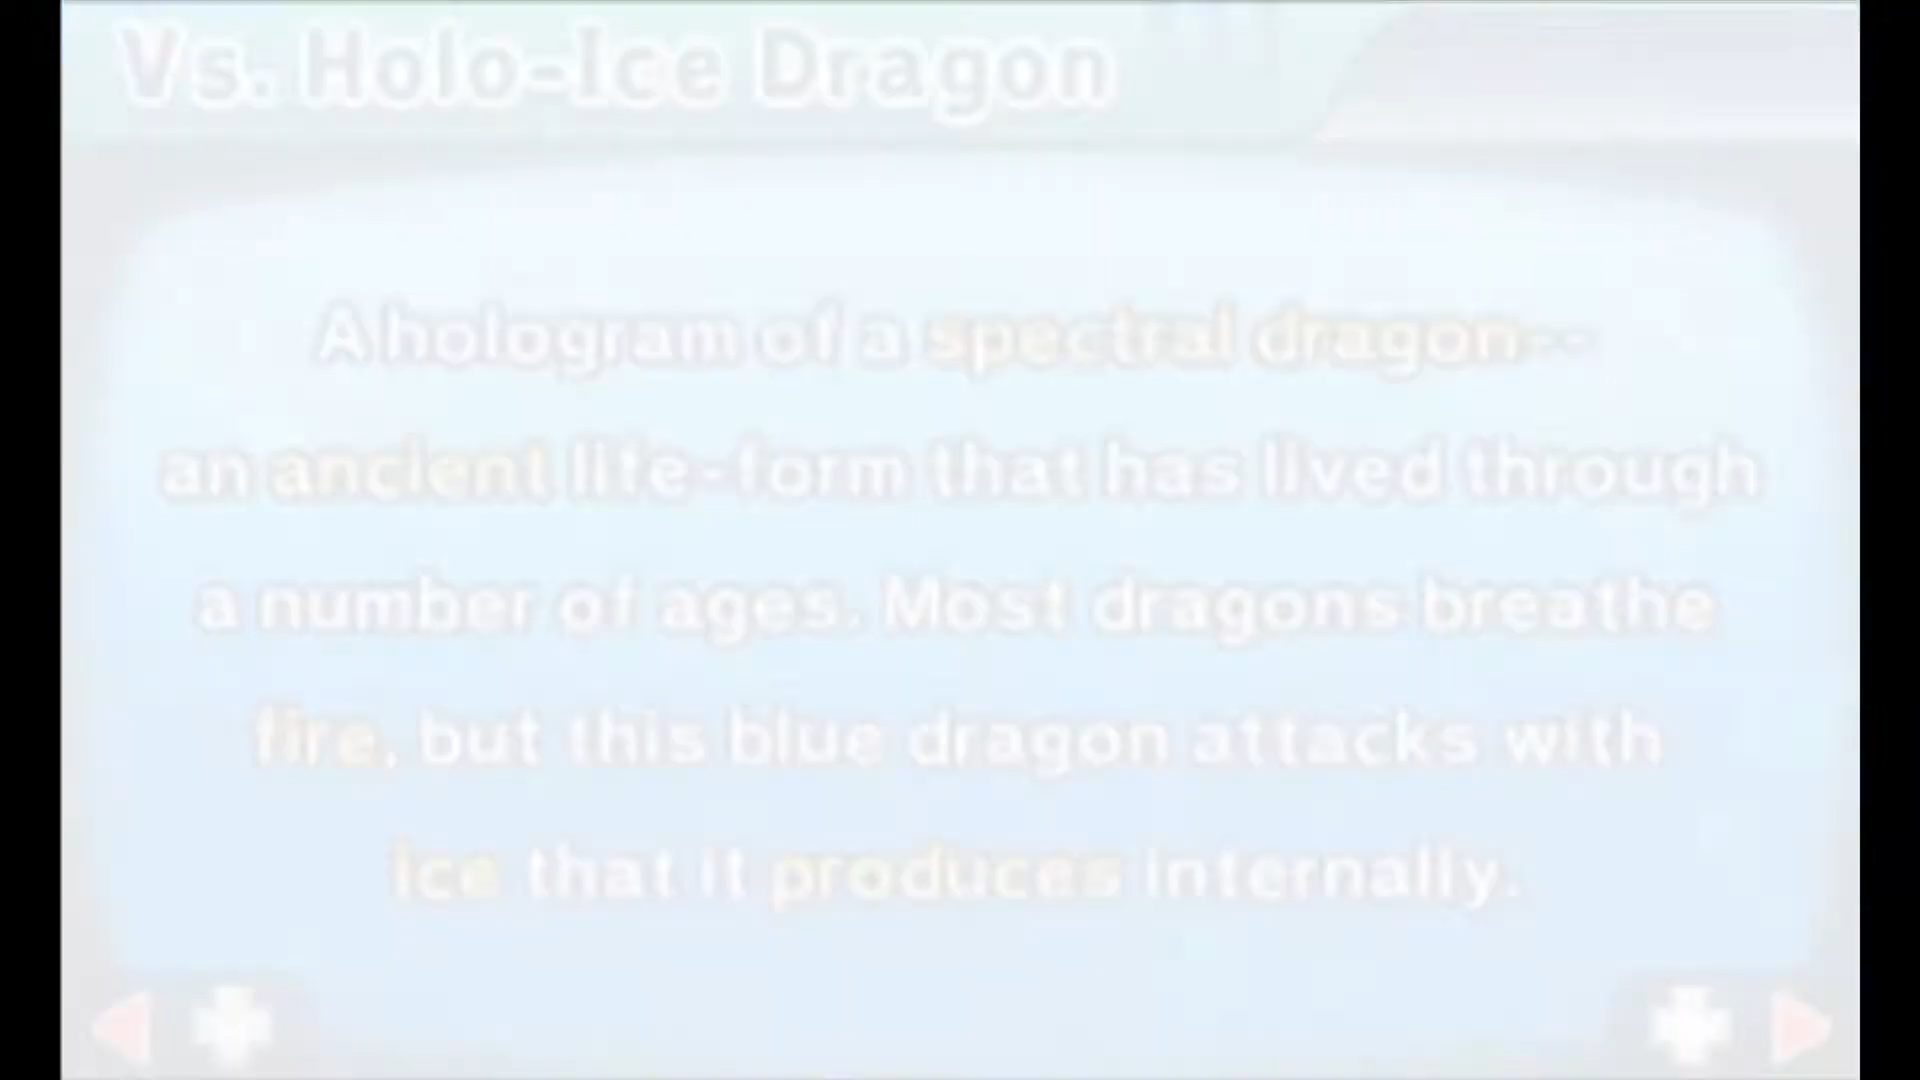 Vs. Holo-Ice Dragon
A hologram of a spectral dragon--
an ancient life-form that has lived through
a number of ages. Most dragons breathe
fire, but this blue dragon attacks with
ice that it produces internally.